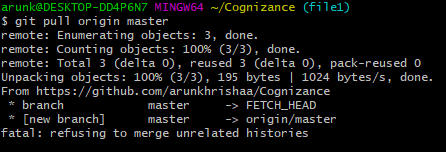 arunk@DESKTOP-DD4P6N7 MINGW64 ~/Cognizance (file1)
$ git pull origin master
remote: Enumerating objects: 3, done.
remote: Counting objects: 100% (3/3), done.
remote: Total 3 (delta 0), reused 3 (delta 0), pack-reused 0
Unpacking objects: 100% (3/3), 195 bytes | 1024 bytes/s, done.
From https://github.com/arunkhrishaa/Cognizance
 * branch            master     -> FETCH_HEAD
 * [new branch]      master     -> origin/master
fatal: refusing to merge unrelated histories